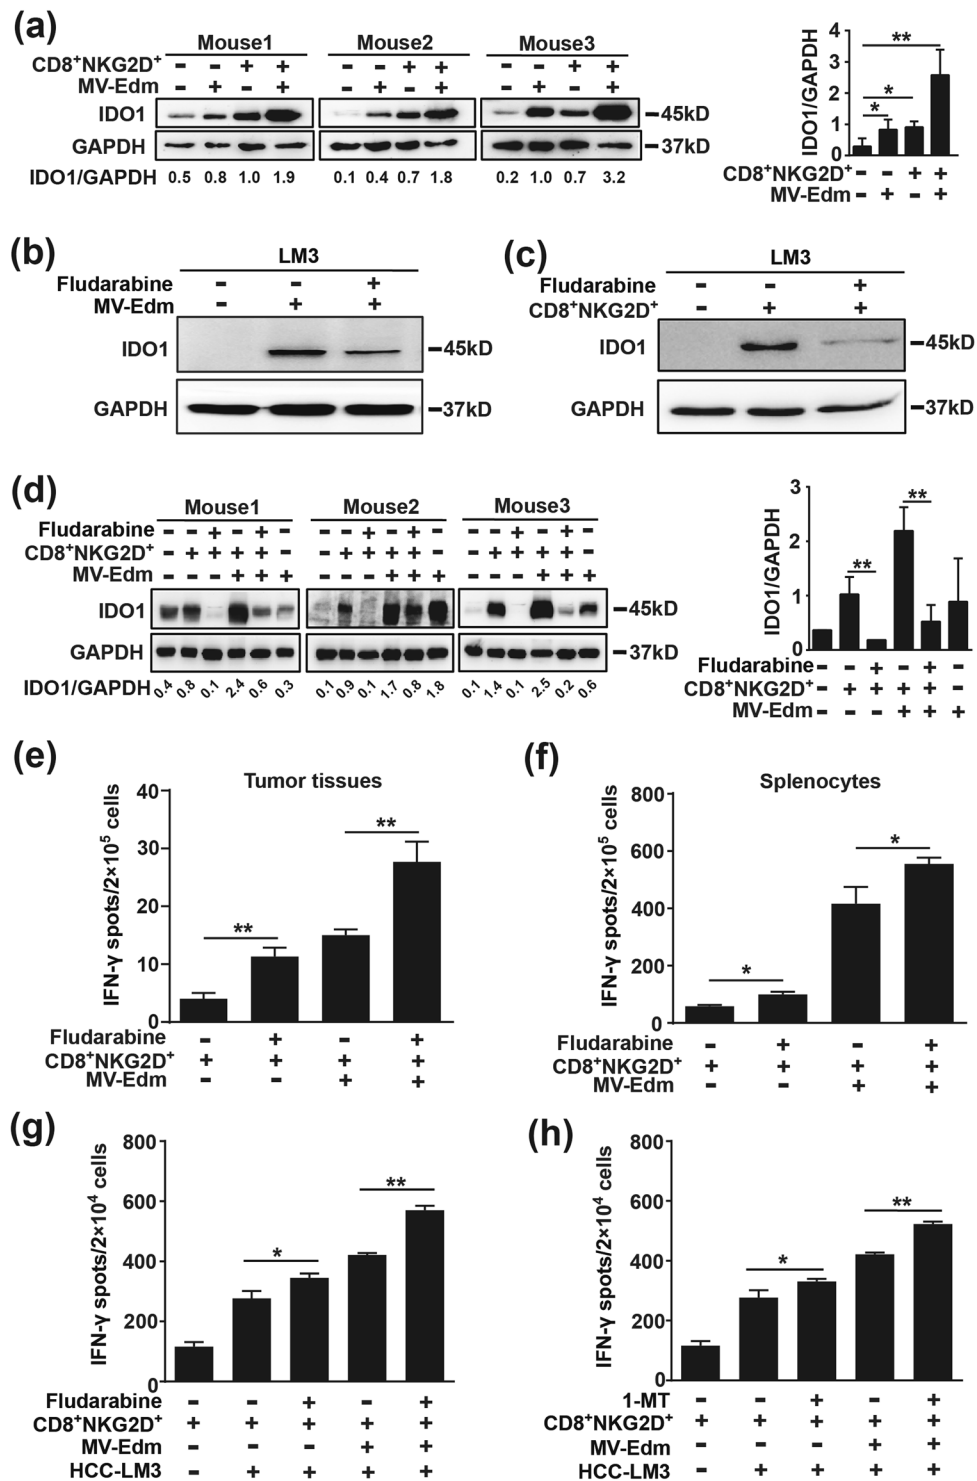 (a)
Mouse1 Mouse2 Mouse3
CD8+NKG2D+ - - + + - - + + - - + +
MV-Edm - + - + - + - + - + - +
IDO1 45kD
GAPDH 37kD
IDO1/GAPDH 0.5 0.8 1.0 1.9 0.1 0.4 0.7 1.8 0.2 1.0 0.7 3.2
IDO1/GAPDH
4
3
2
1
0
**
*
*
CD8+NKG2D+ - - + +
MV-Edm - + - +
(b)
LM3
Fludarabine - - +
MV-Edm - + +
IDO1 45kD
GAPDH 37kD
(c)
LM3
Fludarabine - - +
CD8+NKG2D+ - + +
IDO1 45kD
GAPDH 37kD
(d)
Mouse1 Mouse2 Mouse3
Fludarabine - - + - + - - - + - + - - - + - + -
CD8+NKG2D+ - + + + + - - + + + + - - + + + + -
MV-Edm - - - + + + - - - + + + - - - + + +
IDO1 45kD
GAPDH 37kD
IDO1/GAPDH 0.4 0.8 0.1 2.4 0.6 0.3 0.1 0.9 0.1 1.7 0.8 1.8 0.1 1.4 0.1 2.5 0.2 0.6
IDO1/GAPDH
3
2
1
0
**
**
Fludarabine - - + - + -
CD8+NKG2D+ - + + + + -
MV-Edm - - - + + +
(e)
Tumor tissues
IFN-γ spots/2×10⁵ cells
40
30
20
10
0
**
**
Fludarabine - + - +
CD8+NKG2D+ + + + +
MV-Edm - - + +
(f)
Splenocytes
IFN-γ spots/2×10⁵ cells
800
600
400
200
0
*
*
Fludarabine - + - +
CD8+NKG2D+ + + + +
MV-Edm - - + +
(g)
IFN-γ spots/2×10⁴ cells
800
600
400
200
0
*
**
Fludarabine - - + - +
CD8+NKG2D+ + + + + +
MV-Edm - - - + +
HCC-LM3 - + + + +
(h)
IFN-γ spots/2×10⁴ cells
800
600
400
200
0
*
**
1-MT - - + - +
CD8+NKG2D+ + + + + +
MV-Edm - - - + +
HCC-LM3 - + + + +